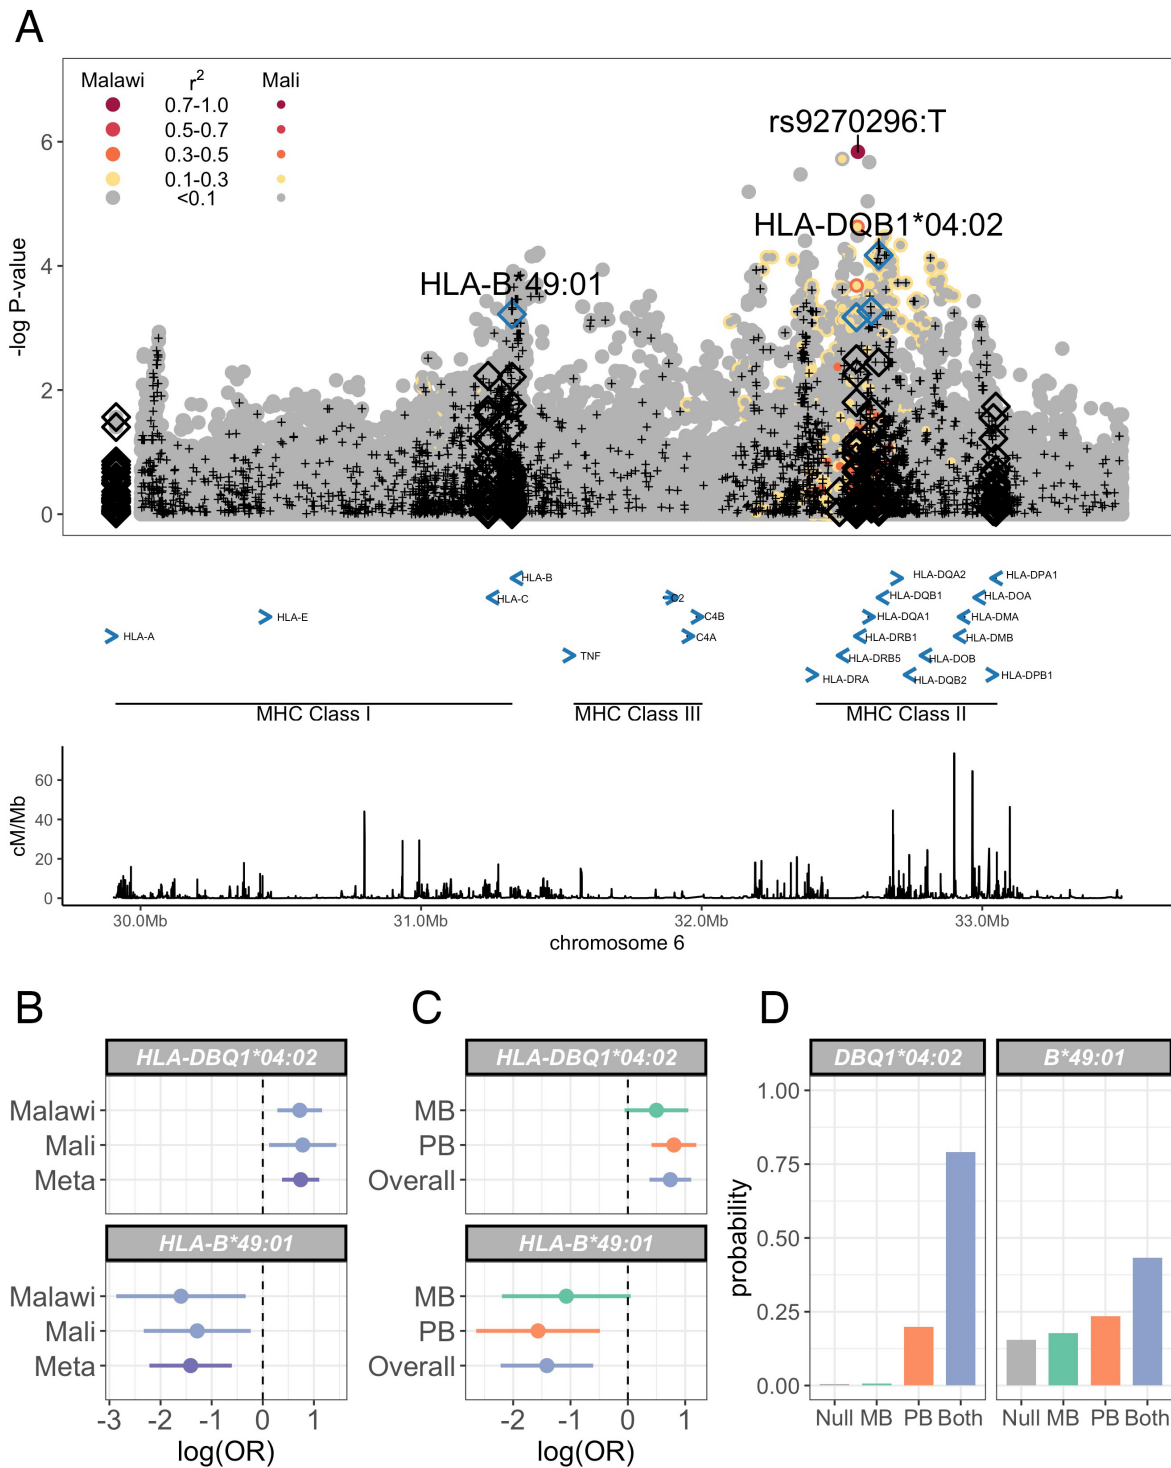 A
Malawi r2 Mali
0.7-1.0
0.5-0.7
0.3-0.5
0.1-0.3
<0.1
rs9270296:T
HLA-DQB1*04:02
HLA-B*49:01
-log P-value
6
4
2
0
HLA-B
HLA-DQA2
HLA-DPA1
HLA-C
C2
HLA-DQB1
HLA-DOA
HLA-E
C4B
HLA-DQA1
HLA-DMA
HLA-A
C4A
HLA-DRB1
HLA-DMB
TNF
HLA-DRB5
HLA-DOB
HLA-DRA
HLA-DQB2
HLA-DPB1
MHC Class I
MHC Class III
MHC Class II
cM/Mb
60
40
20
0
30.0Mb 31.0Mb 32.0Mb 33.0Mb
chromosome 6
B
HLA-DBQ1*04:02
Malawi
Mali
Meta
HLA-B*49:01
Malawi
Mali
Meta
-3 -2 -1 0 1
log(OR)
C
HLA-DBQ1*04:02
MB
PB
Overall
HLA-B*49:01
MB
PB
Overall
-2 -1 0 1
log(OR)
D
DBQ1*04:02 B*49:01
probability
1.00
0.75
0.50
0.25
0.00
Null MB PB Both Null MB PB Both